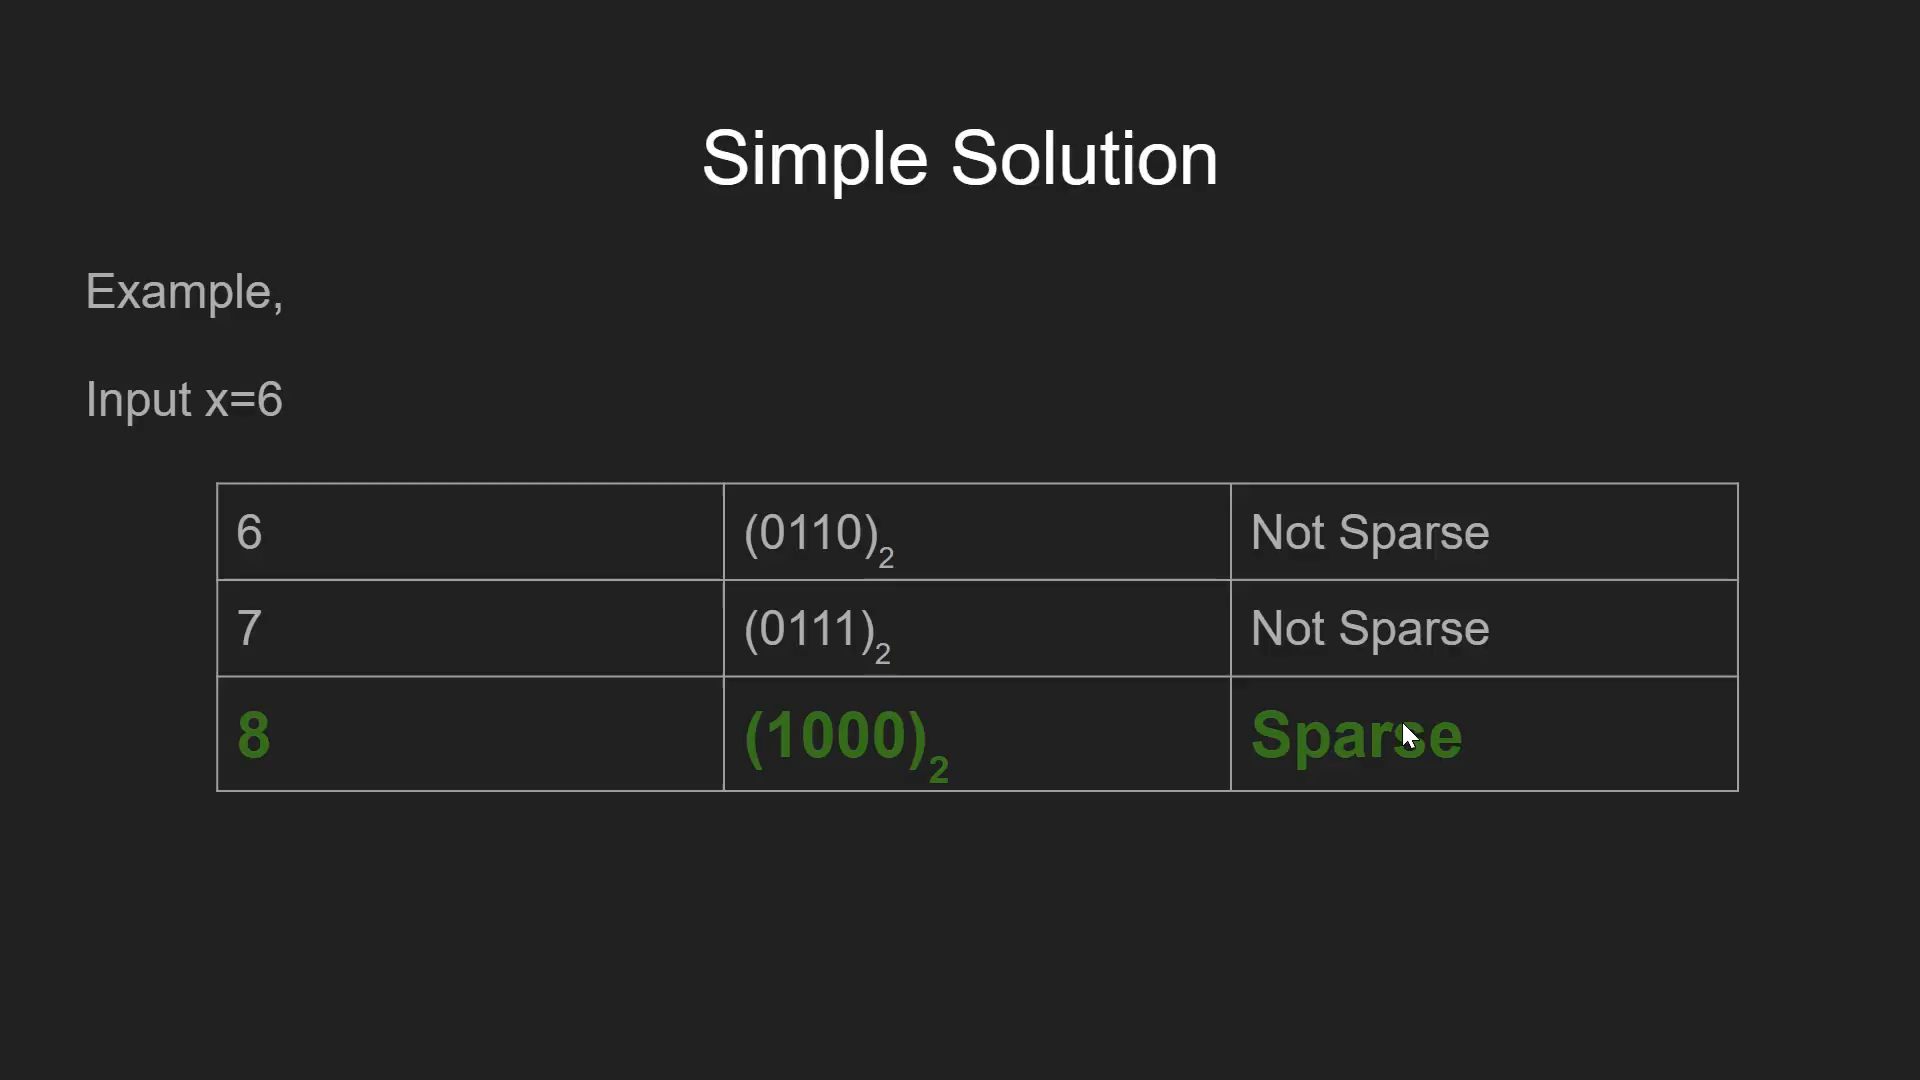 Simple Solution
Example,
Input x=6
6 (0110)₂ Not Sparse
7 (0111)₂ Not Sparse
8 (1000)₂ Sparse